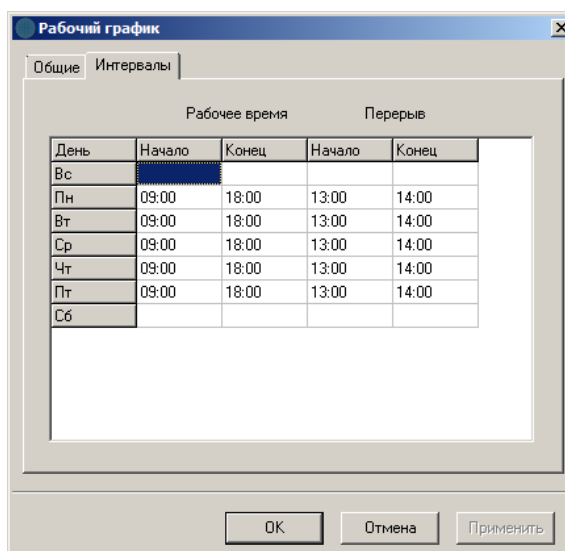 Рабочий график
Общие Интервалы
Рабочее время Перерыв
День Начало Конец Начало Конец
Вс
Пн 09:00 18:00 13:00 14:00
Вт 09:00 18:00 13:00 14:00
Ср 09:00 18:00 13:00 14:00
Чт 09:00 18:00 13:00 14:00
Пт 09:00 18:00 13:00 14:00
Сб
OK Отмена Применить